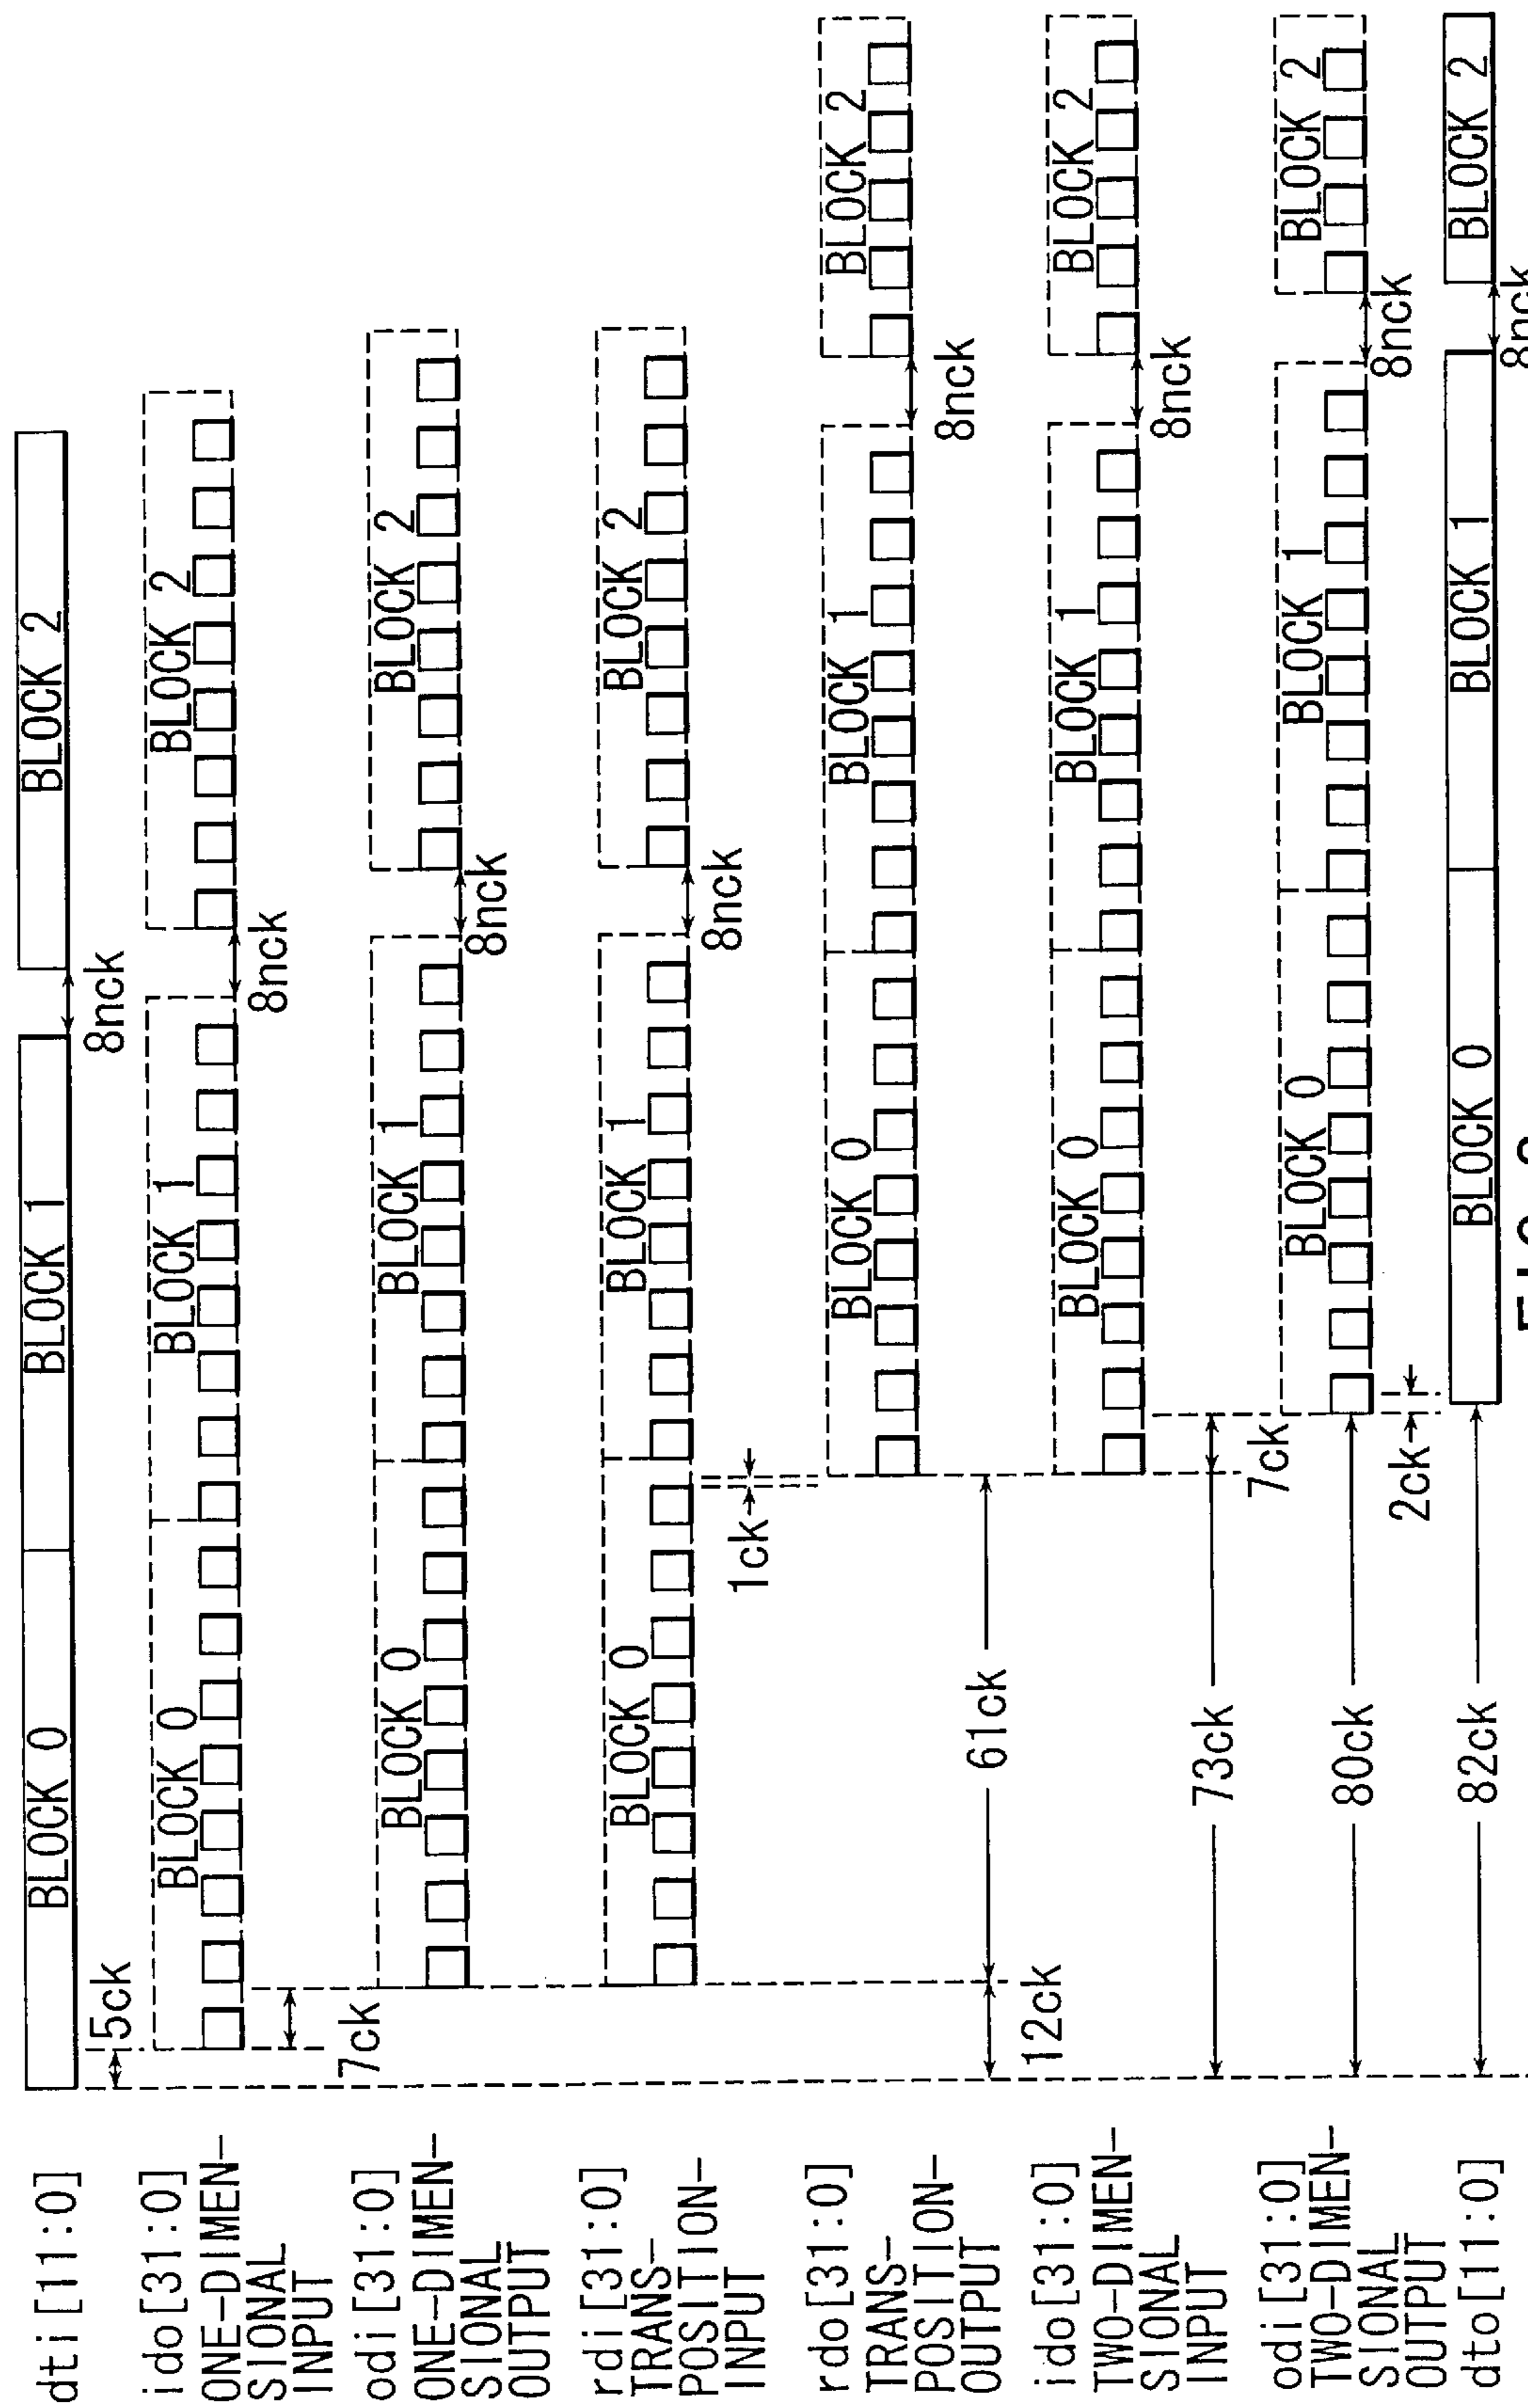 dti[11:0]
BLOCK 0
BLOCK 1
BLOCK 2
5ck
8nck
ido[31:0]
ONE-DIMEN-
SIONAL
INPUT
BLOCK 0
BLOCK 1
BLOCK 2
7ck
8nck
odi[31:0]
ONE-DIMEN-
SIONAL
OUTPUT
BLOCK 0
BLOCK 1
BLOCK 2
8nck
rdi[31:0]
TRANS-
POSITION-
INPUT
BLOCK 0
BLOCK 1
BLOCK 2
1ck
8nck
rdo[31:0]
TRANS-
POSITION-
OUTPUT
BLOCK 0
BLOCK 1
BLOCK 2
12ck
61ck
8nck
ido[31:0]
TWO-DIMEN-
SIONAL
INPUT
BLOCK 0
BLOCK 1
BLOCK 2
73ck
7ck
8nck
odi[31:0]
TWO-DIMEN-
SIONAL
OUTPUT
BLOCK 0
BLOCK 1
BLOCK 2
80ck
2ck
8nck
dto[11:0]
82ck
BLOCK 0
BLOCK 1
BLOCK 2
8nck